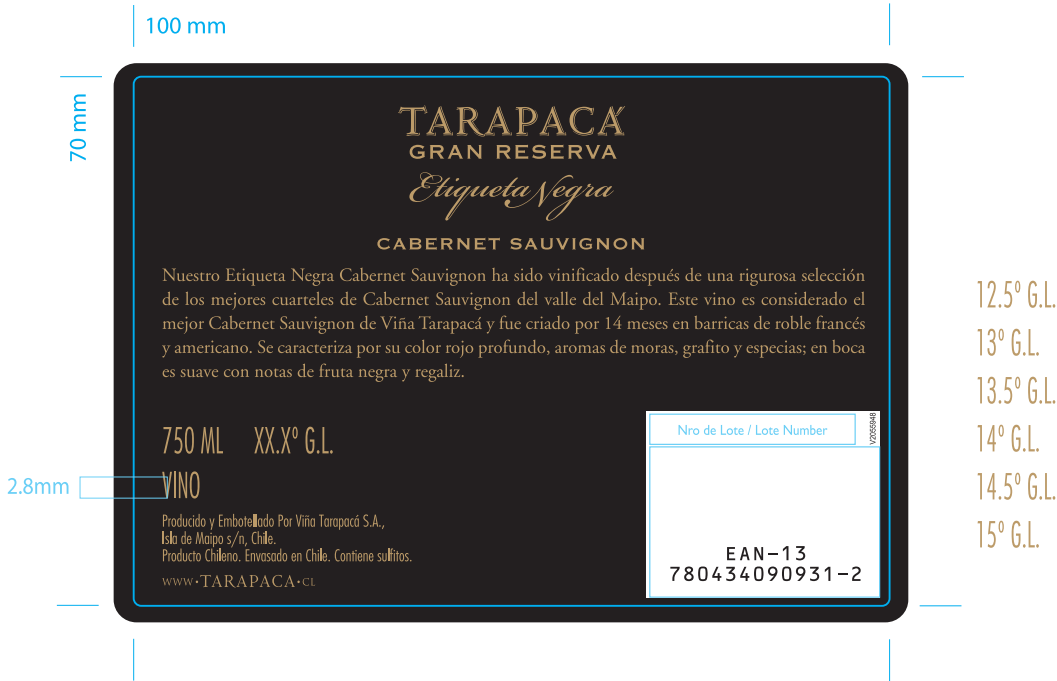 100 mm
70 mm
TARAPACÁ
GRAN RESERVA
Etiqueta Negra
CABERNET SAUVIGNON
Nuestro Etiqueta Negra Cabernet Sauvignon ha sido vinificado después de una rigurosa selección
de los mejores cuarteles de Cabernet Sauvignon del valle del Maipo. Este vino es considerado el
mejor Cabernet Sauvignon de Viña Tarapacá y fue criado por 14 meses en barricas de roble francés
y americano. Se caracteriza por su color rojo profundo, aromas de moras, grafito y especias; en boca
es suave con notas de fruta negra y regaliz.
750 ML XX.Xº G.L.
2.8mm
VINO
Producido y Embotellado Por Viña Tarapacá S.A.,
Isla de Maipo s/n, Chile.
Producto Chileno. Envasado en Chile. Contiene sulfitos.
WWW•TARAPACA•CL
Nro de Lote / Lote Number
V2055948
EAN-13
780434090931-2
12.5º G.L.
13º G.L.
13.5º G.L.
14º G.L.
14.5º G.L.
15º G.L.